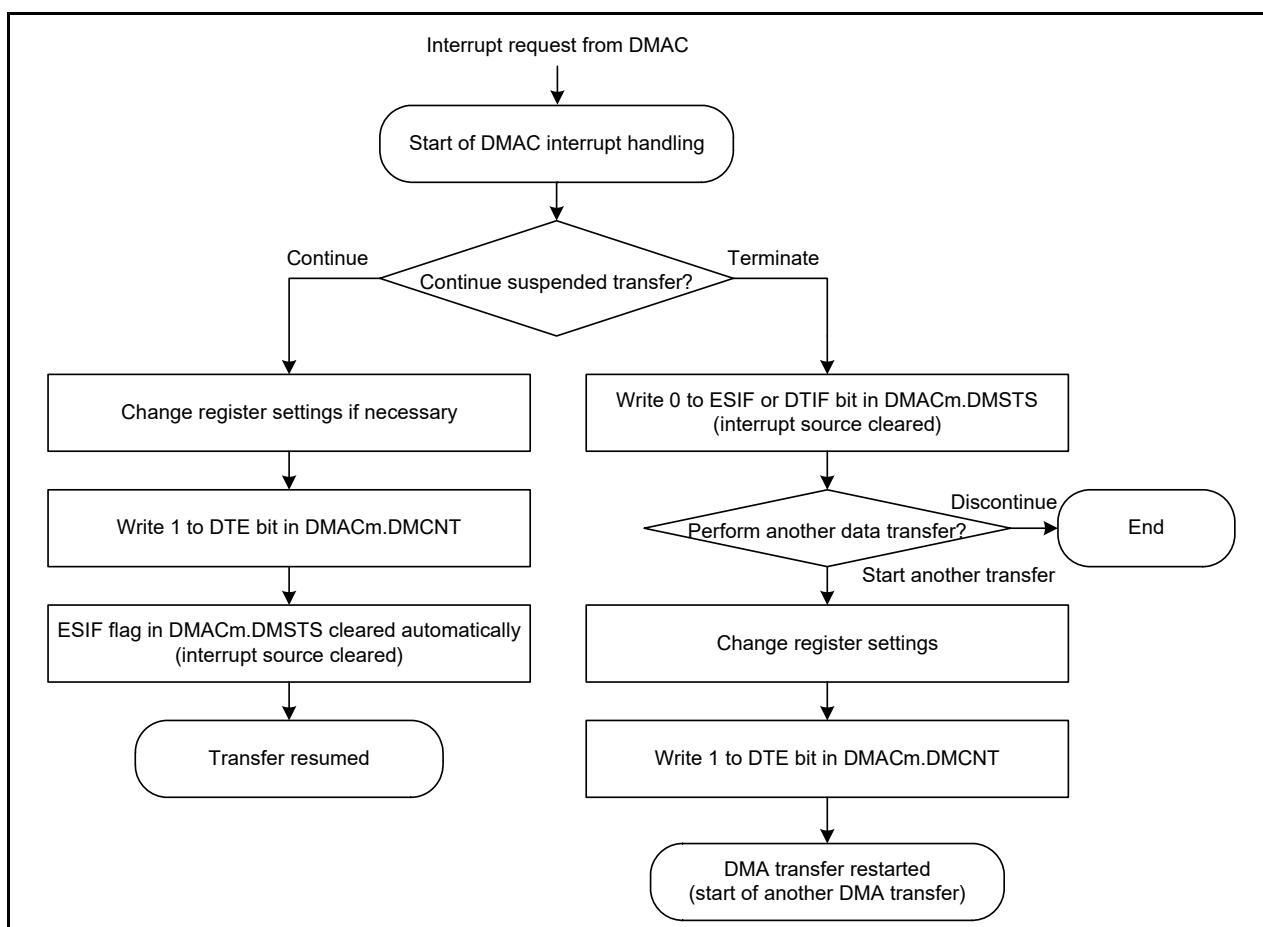 Interrupt request from DMAC
Start of DMAC interrupt handling
Continue
Terminate
Continue suspended transfer?
Change register settings if necessary
Write 0 to ESIF or DTIF bit in DMACm.DMSTS
(interrupt source cleared)
Write 1 to DTE bit in DMACm.DMCNT
Discontinue
Perform another data transfer?
End
Start another transfer
ESIF flag in DMACm.DMSTS cleared automatically
(interrupt source cleared)
Change register settings
Transfer resumed
Write 1 to DTE bit in DMACm.DMCNT
DMA transfer restarted
(start of another DMA transfer)